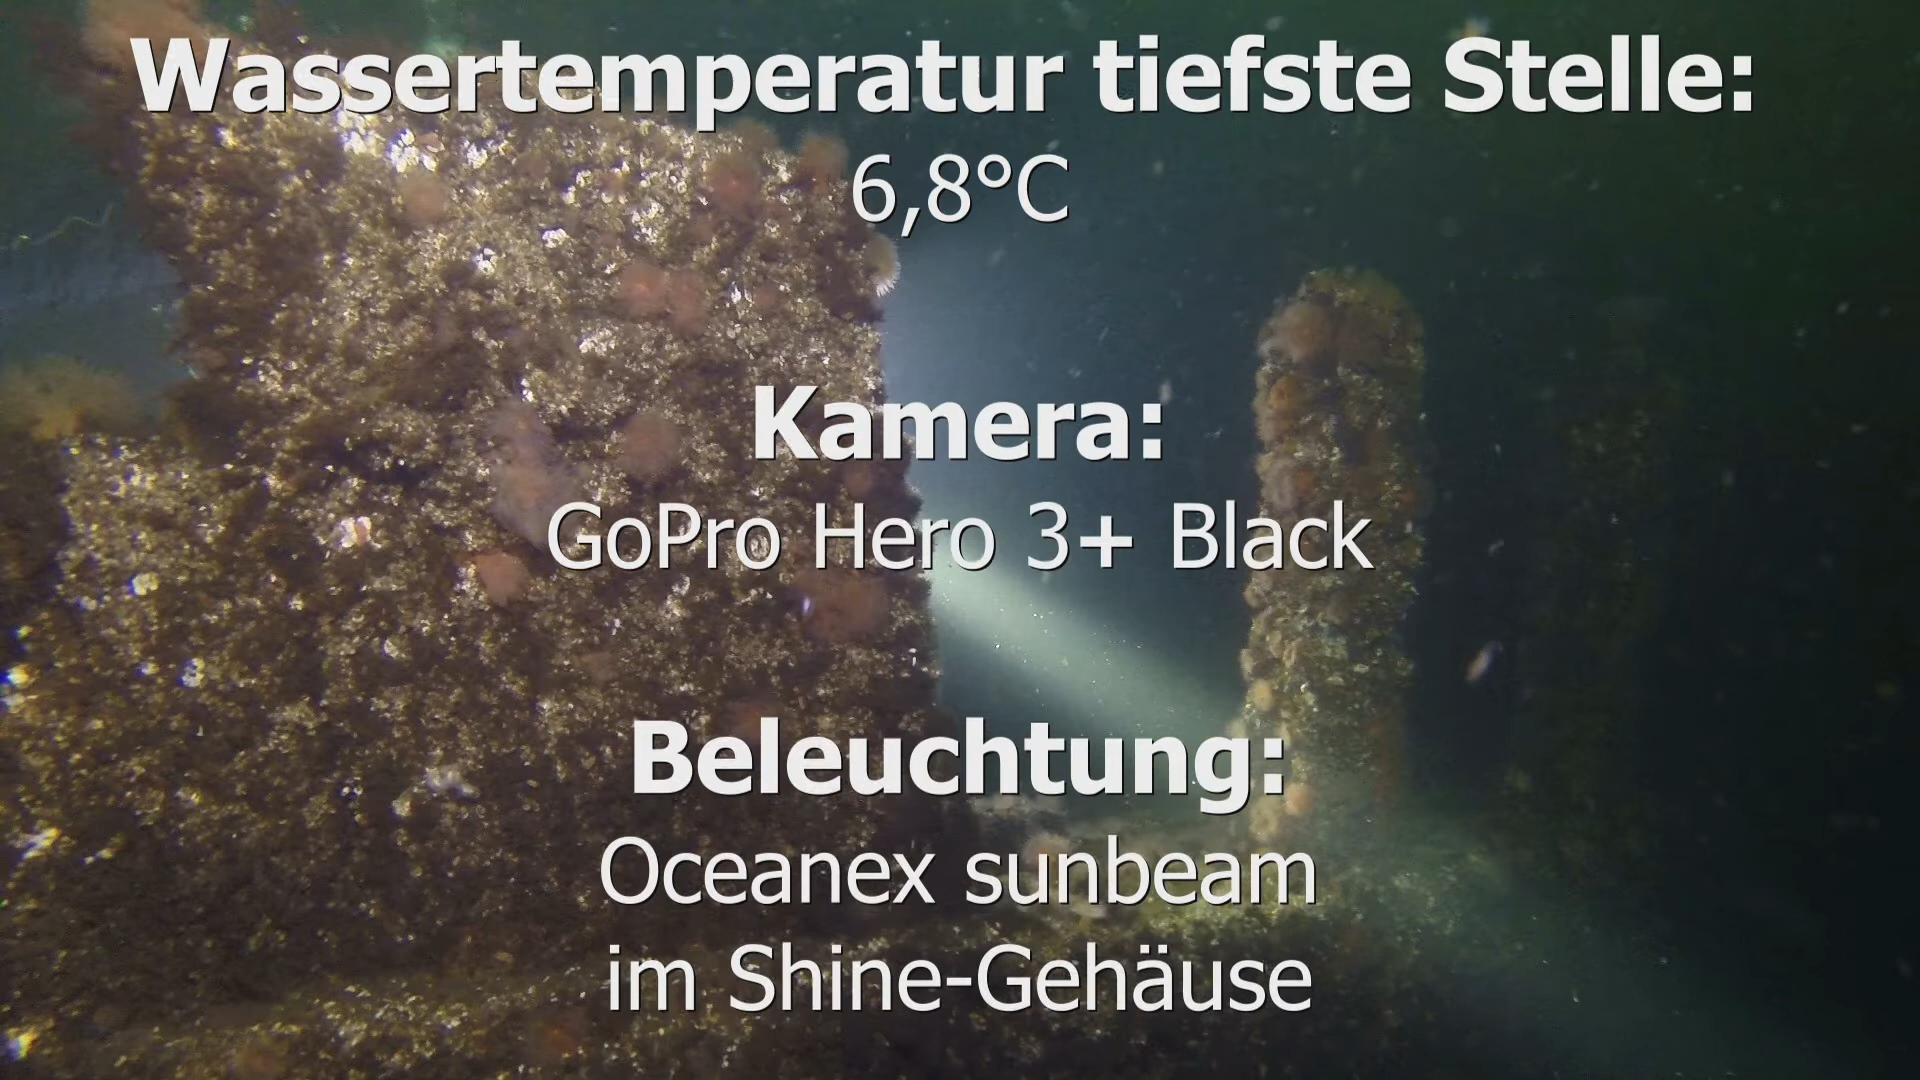 Wassertemperatur tiefste Stelle:
6,8°C
Kamera:
GoPro Hero 3+ Black
Beleuchtung:
Oceanex sunbeam
im Shine-Gehäuse